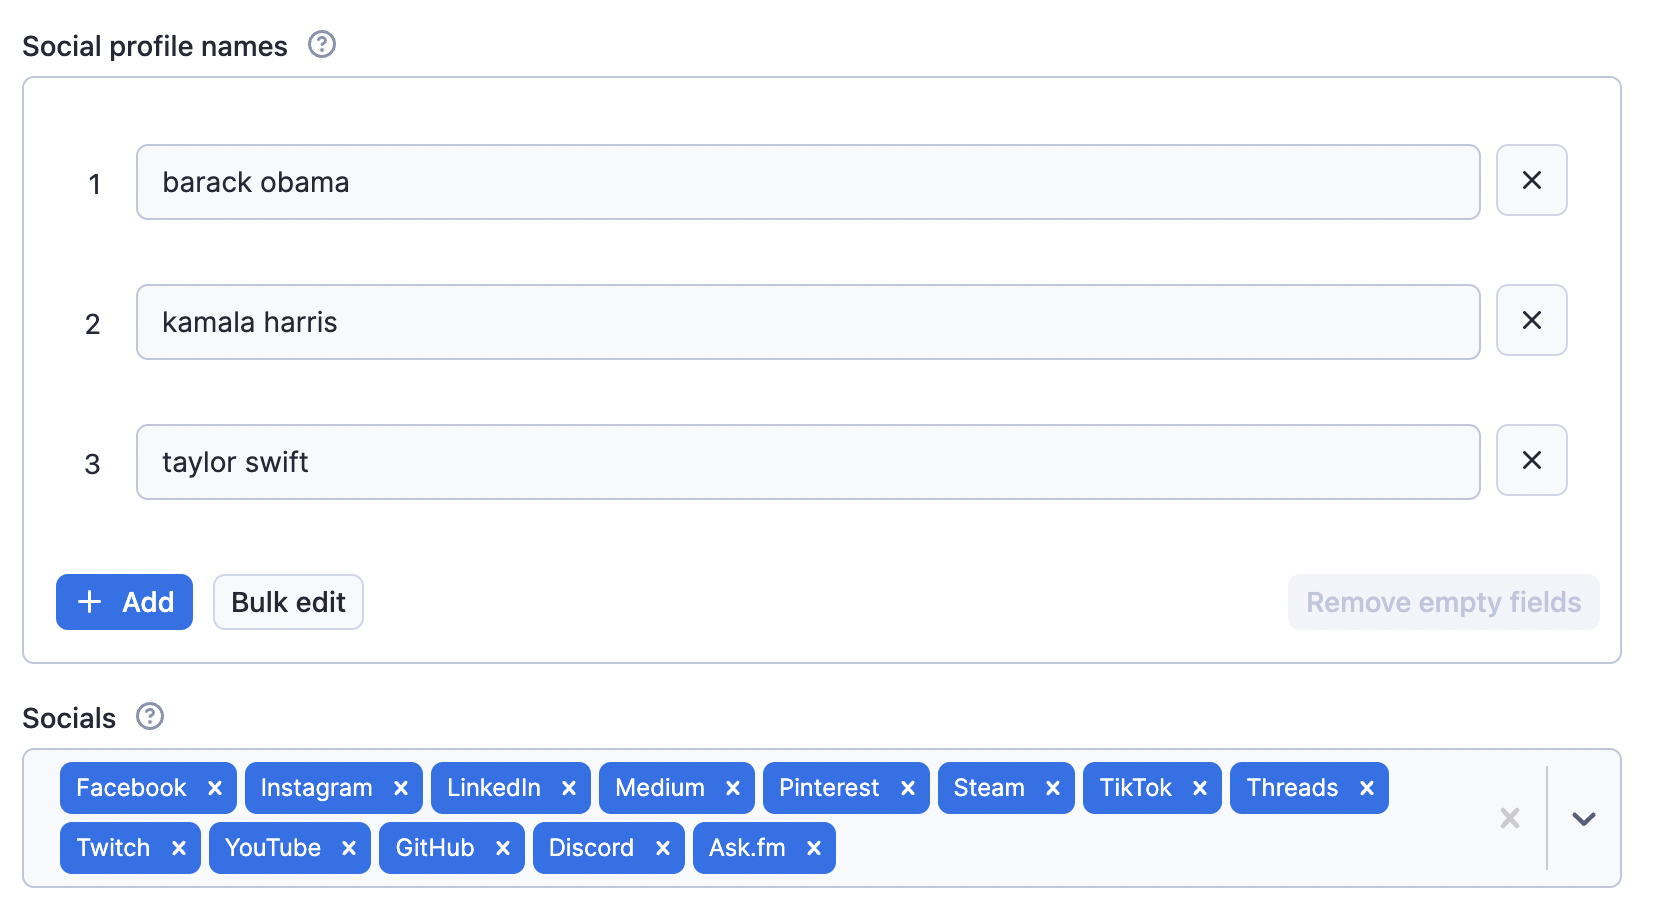 Social profile names ?
1 barack obama ×
2 kamala harris ×
3 taylor swift ×
+ Add Bulk edit Remove empty fields
Socials ?
Facebook × Instagram × LinkedIn × Medium × Pinterest × Steam × TikTok × Threads ×
Twitch × YouTube × GitHub × Discord × Ask.fm ×